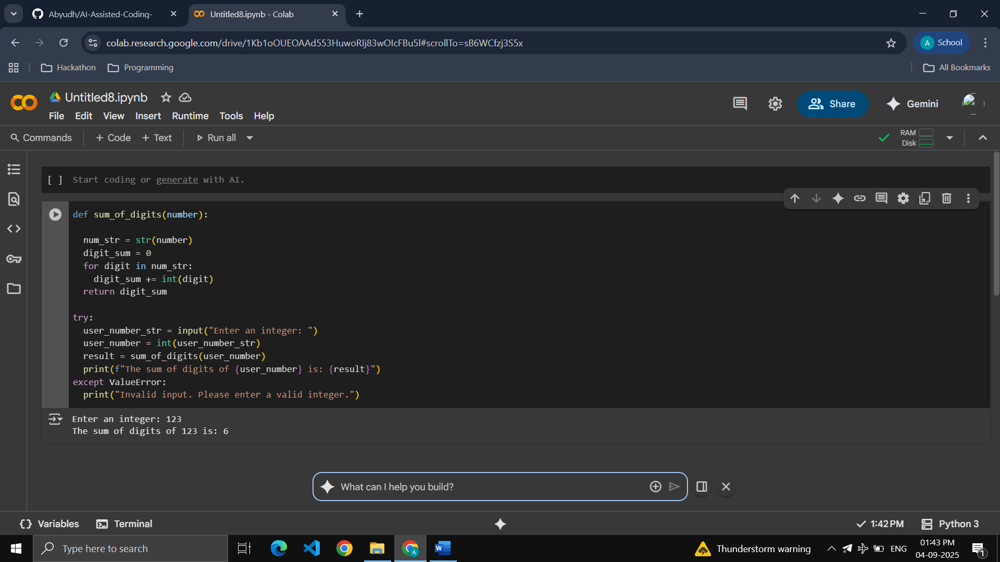 Abyudh/AI-Assisted-Coding-
Untitled8.ipynb - Colab
colab.research.google.com/drive/1Kb1oOUEOAAd553HuwoRIj83wOIcFBu5l#scrollTo=sB6WCfzj3S5x
A School
Hackathon Programming All Bookmarks
Untitled8.ipynb
File Edit View Insert Runtime Tools Help
Share Gemini
Commands + Code + Text Run all
RAM
Disk
[ ] Start coding or generate with AI.
def sum_of_digits(number):
num_str = str(number)
digit_sum = 0
for digit in num_str:
digit_sum += int(digit)
return digit_sum
try:
user_number_str = input("Enter an integer: ")
user_number = int(user_number_str)
result = sum_of_digits(user_number)
print(f"The sum of digits of {user_number} is: {result}")
except ValueError:
print("Invalid input. Please enter a valid integer.")
Enter an integer: 123
The sum of digits of 123 is: 6
What can I help you build?
Variables Terminal 1:42 PM Python 3
Type here to search
Thunderstorm warning
ENG
01:43 PM
04-09-2025
1